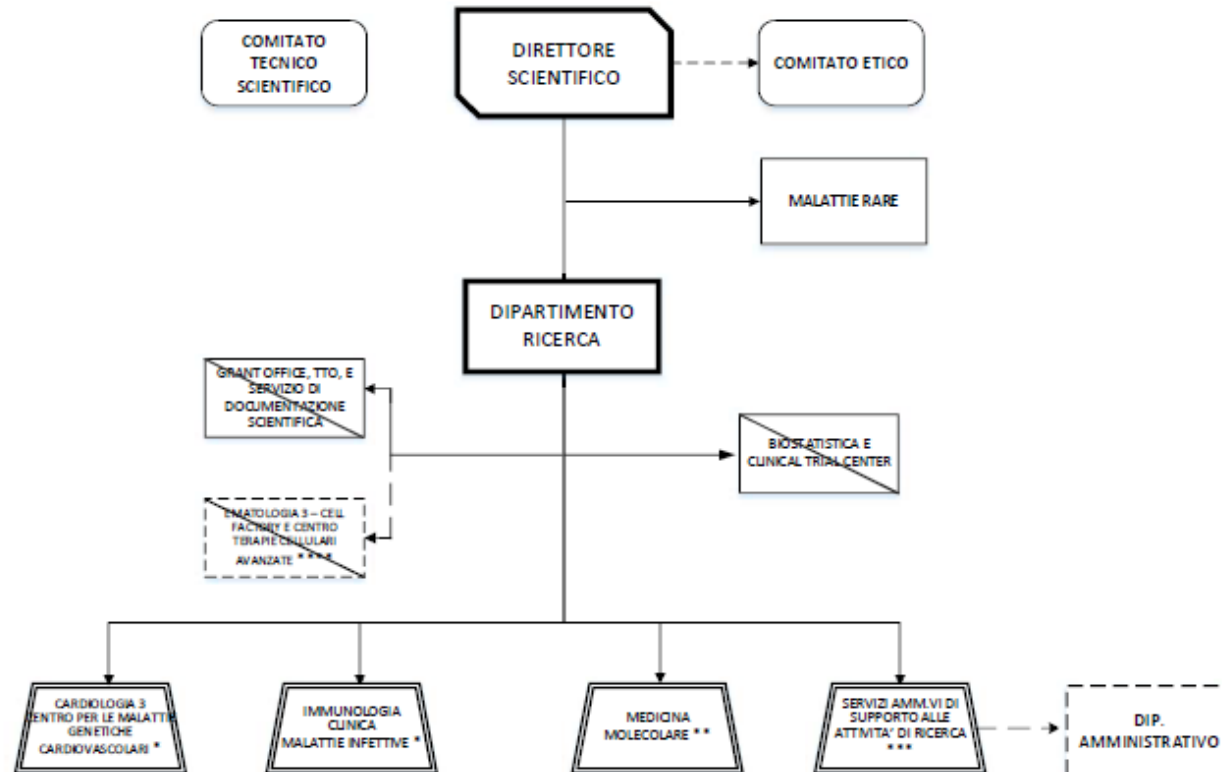 COMITATO
TECNICO
SCIENTIFICO
DIRETTORE
SCIENTIFICO
COMITATO ETICO
MALATTIE RARE
DIPARTIMENTO
RICERCA
GRANT OFFICE, TTO, E
SERVIZIO DI
DOCUMENTAZIONE
SCIENTIFICA
BIOSTATISTICA E
CLINICAL TRIAL CENTER
EMATOLOGIA 3 – CELL
FACTORY E CENTRO
TERAPIE CELLULARI
AVANZATE ****
CARDIOLOGIA 3
CENTRO PER LE MALATTIE
GENETICHE
CARDIOVASCOLARI *
IMMUNOLOGIA
CLINICA
MALATTIE INFETTIVE *
MEDICINA
MOLECOLARE **
SERVIZI AMM.VI DI
SUPPORTO ALLE
ATTIVITA' DI RICERCA
***
DIP.
AMMINISTRATIVO